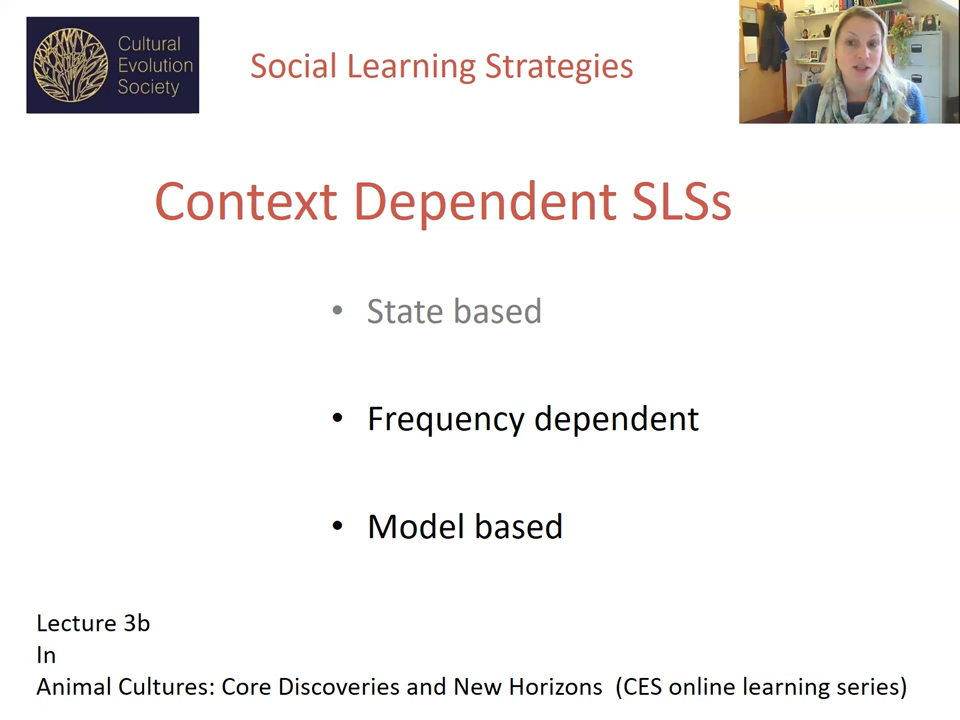 Cultural
Evolution
Society
Social Learning Strategies
Context Dependent SLSs
• State based
• Frequency dependent
• Model based
Lecture 3b
In
Animal Cultures: Core Discoveries and New Horizons (CES online learning series)